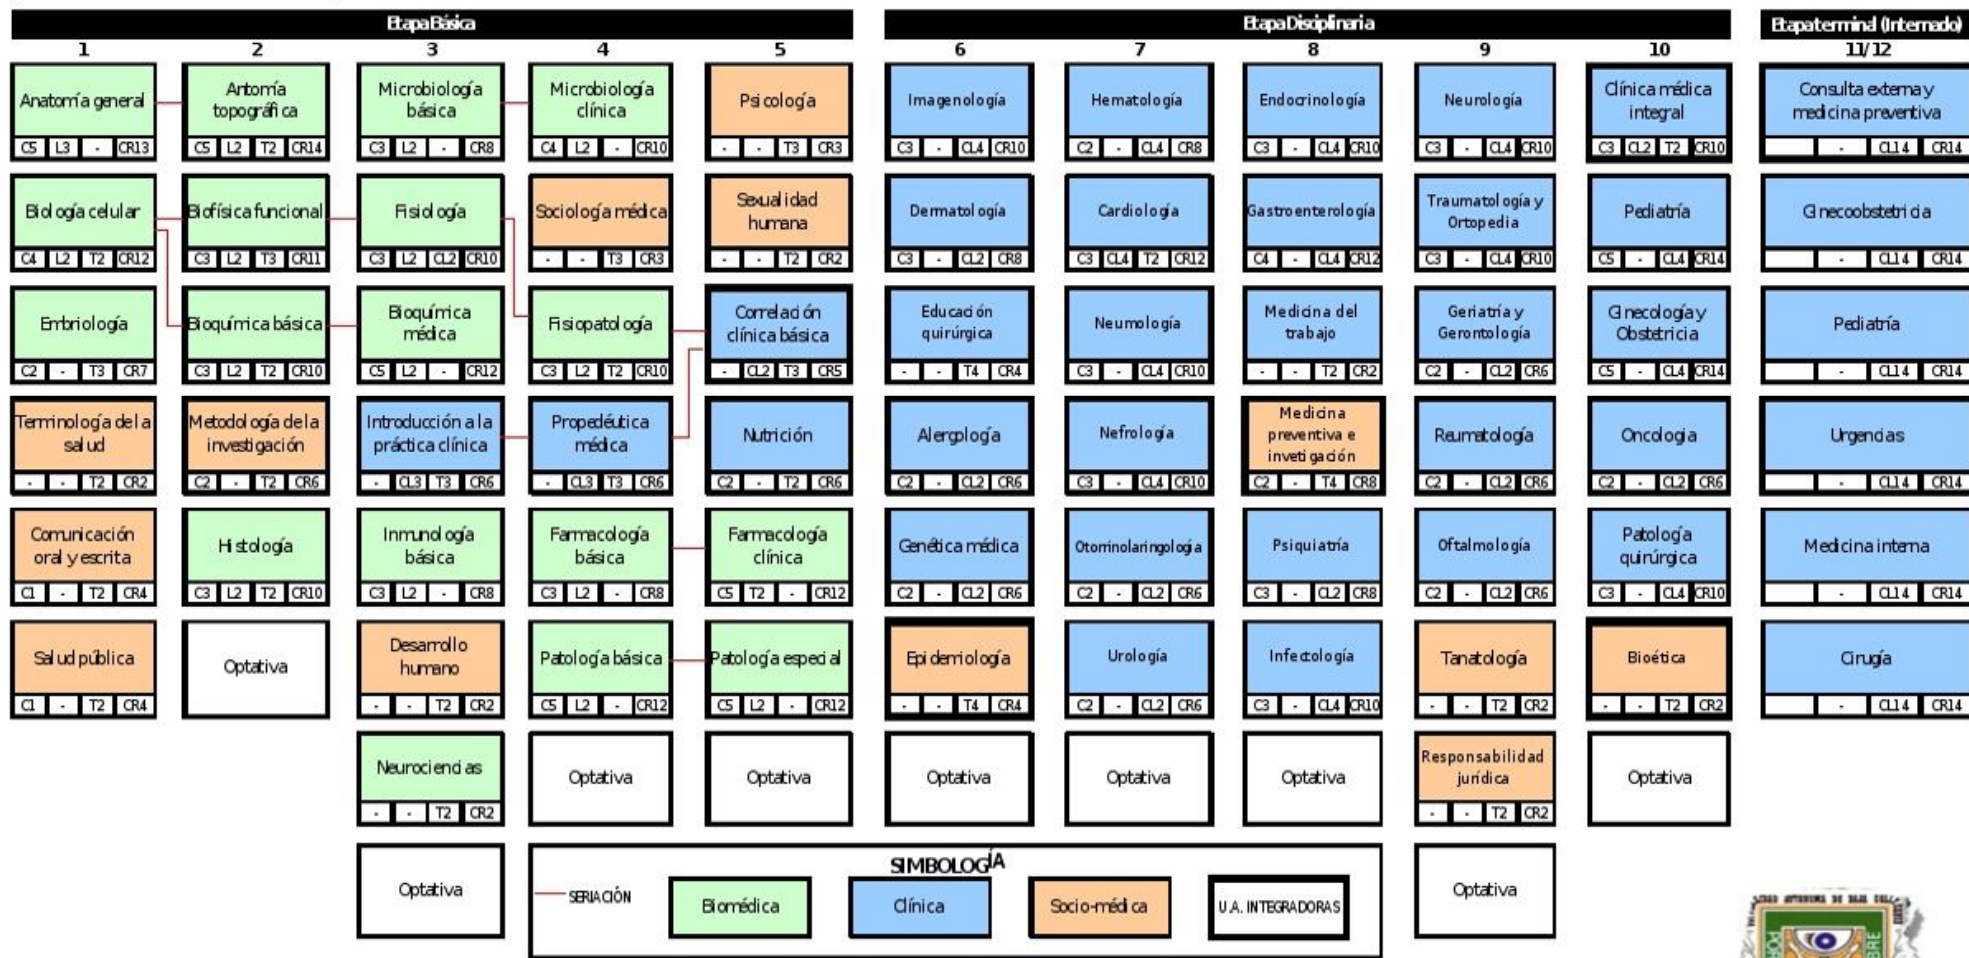 Etapa Básica
Etapa Disciplinaria
Etapa terminal (Internado)
1
2
3
4
5
6
7
8
9
10
11/12
Anatomía general
Antomía
topográfica
Microbiología
básica
Microbiología
clínica
Psicología
Imagenología
Hematología
Endocrinología
Neurología
Clínica médica
integral
Consulta externa y
medicina preventiva
C5 L3 - CR13
C5 L2 T2 CR14
C3 L2 - CR8
C4 L2 - CR10
- - T3 CR3
C3 - CL4 CR10
C2 - CL4 CR8
C3 - CL4 CR10
C3 - CL4 CR10
C3 CL2 T2 CR10
- CL14 CR14
Biología celular
Biofísica funcional
Fisiología
Sociología médica
Sexualidad
humana
Dermatología
Cardiología
Gastroenterología
Traumatología y
Ortopedia
Pediatría
Ginecoobstetricia
C4 L2 T2 CR12
C3 L2 T3 CR11
C3 L2 CL2 CR10
- - T3 CR3
- - T2 CR2
C3 - CL2 CR8
C3 CL4 T2 CR12
C4 - CL4 CR12
C3 - CL4 CR10
C5 - CL4 CR14
- CL14 CR14
Embriología
Bioquímica básica
Bioquímica
médica
Fisiopatología
Correlación
clínica básica
Educación
quirúrgica
Neumología
Medicina del
trabajo
Geriatría y
Gerontología
Ginecología y
Obstetricia
Pediatría
C2 - T3 CR7
C3 L2 T2 CR10
C5 L2 - CR12
C3 L2 T2 CR10
- CL2 T3 CR5
- - T4 CR4
C3 - CL4 CR10
- - T2 CR2
C2 - CL2 CR6
C5 - CL4 CR14
- CL14 CR14
Terminología de la
salud
Metodología de la
investigación
Introducción a la
práctica clínica
Propedéutica
médica
Nutrición
Alergología
Nefrología
Medicina
preventiva e
invetigación
Reumatología
Oncologia
Urgencias
- - T2 CR2
C2 - T2 CR6
- CL3 T3 CR6
- CL3 T3 CR6
C2 - T2 CR6
C2 - CL2 CR6
C3 - CL4 CR10
C2 - T4 CR8
C2 - CL2 CR6
C2 - CL2 CR6
- CL14 CR14
Comunicación
oral y escrita
Histología
Inmunología
básica
Farmacología
básica
Farmacología
clínica
Genética médica
Otorrinolaringología
Psiquiatría
Oftalmología
Patología
quirúrgica
Medicina interna
C1 - T2 CR4
C3 L2 T2 CR10
C3 L2 - CR8
C3 L2 - CR8
C5 T2 - CR12
C2 - CL2 CR6
C2 - CL2 CR6
C3 - CL2 CR8
C2 - CL2 CR6
C3 - CL4 CR10
- CL14 CR14
Salud pública
Optativa
Desarrollo
humano
Patología básica
Patología especial
Epidemiología
Urología
Infectología
Tanatología
Bioética
Cirugía
C1 - T2 CR4
- - T2 CR2
C5 L2 - CR12
C5 L2 - CR12
- - T4 CR4
C2 - CL2 CR6
C3 - CL4 CR10
- - T2 CR2
- - T2 CR2
- CL14 CR14
Neurociencias
Optativa
Optativa
Optativa
Optativa
Optativa
Responsabilidad
jurídica
Optativa
- - T2 CR2
- - T2 CR2
Optativa
SIMBOLOGÍA
SERIACIÓN
Biomédica
Clínica
Socio-médica
U.A. INTEGRADORAS
Optativa